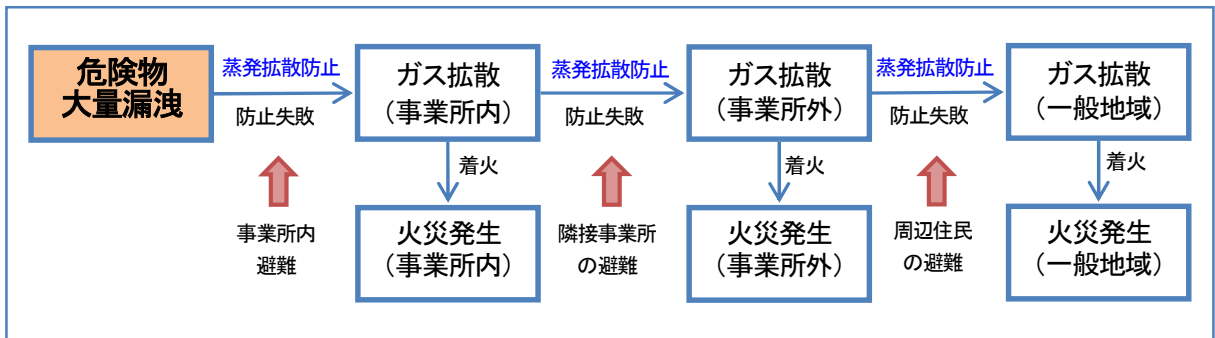 危険物
大量漏洩
蒸発拡散防止
防止失敗
ガス拡散
（事業所内）
蒸発拡散防止
防止失敗
ガス拡散
（事業所外）
蒸発拡散防止
防止失敗
ガス拡散
（一般地域）
着火
着火
着火
事業所内
避難
火災発生
（事業所内）
隣接事業所
の避難
火災発生
（事業所外）
周辺住民
の避難
火災発生
（一般地域）